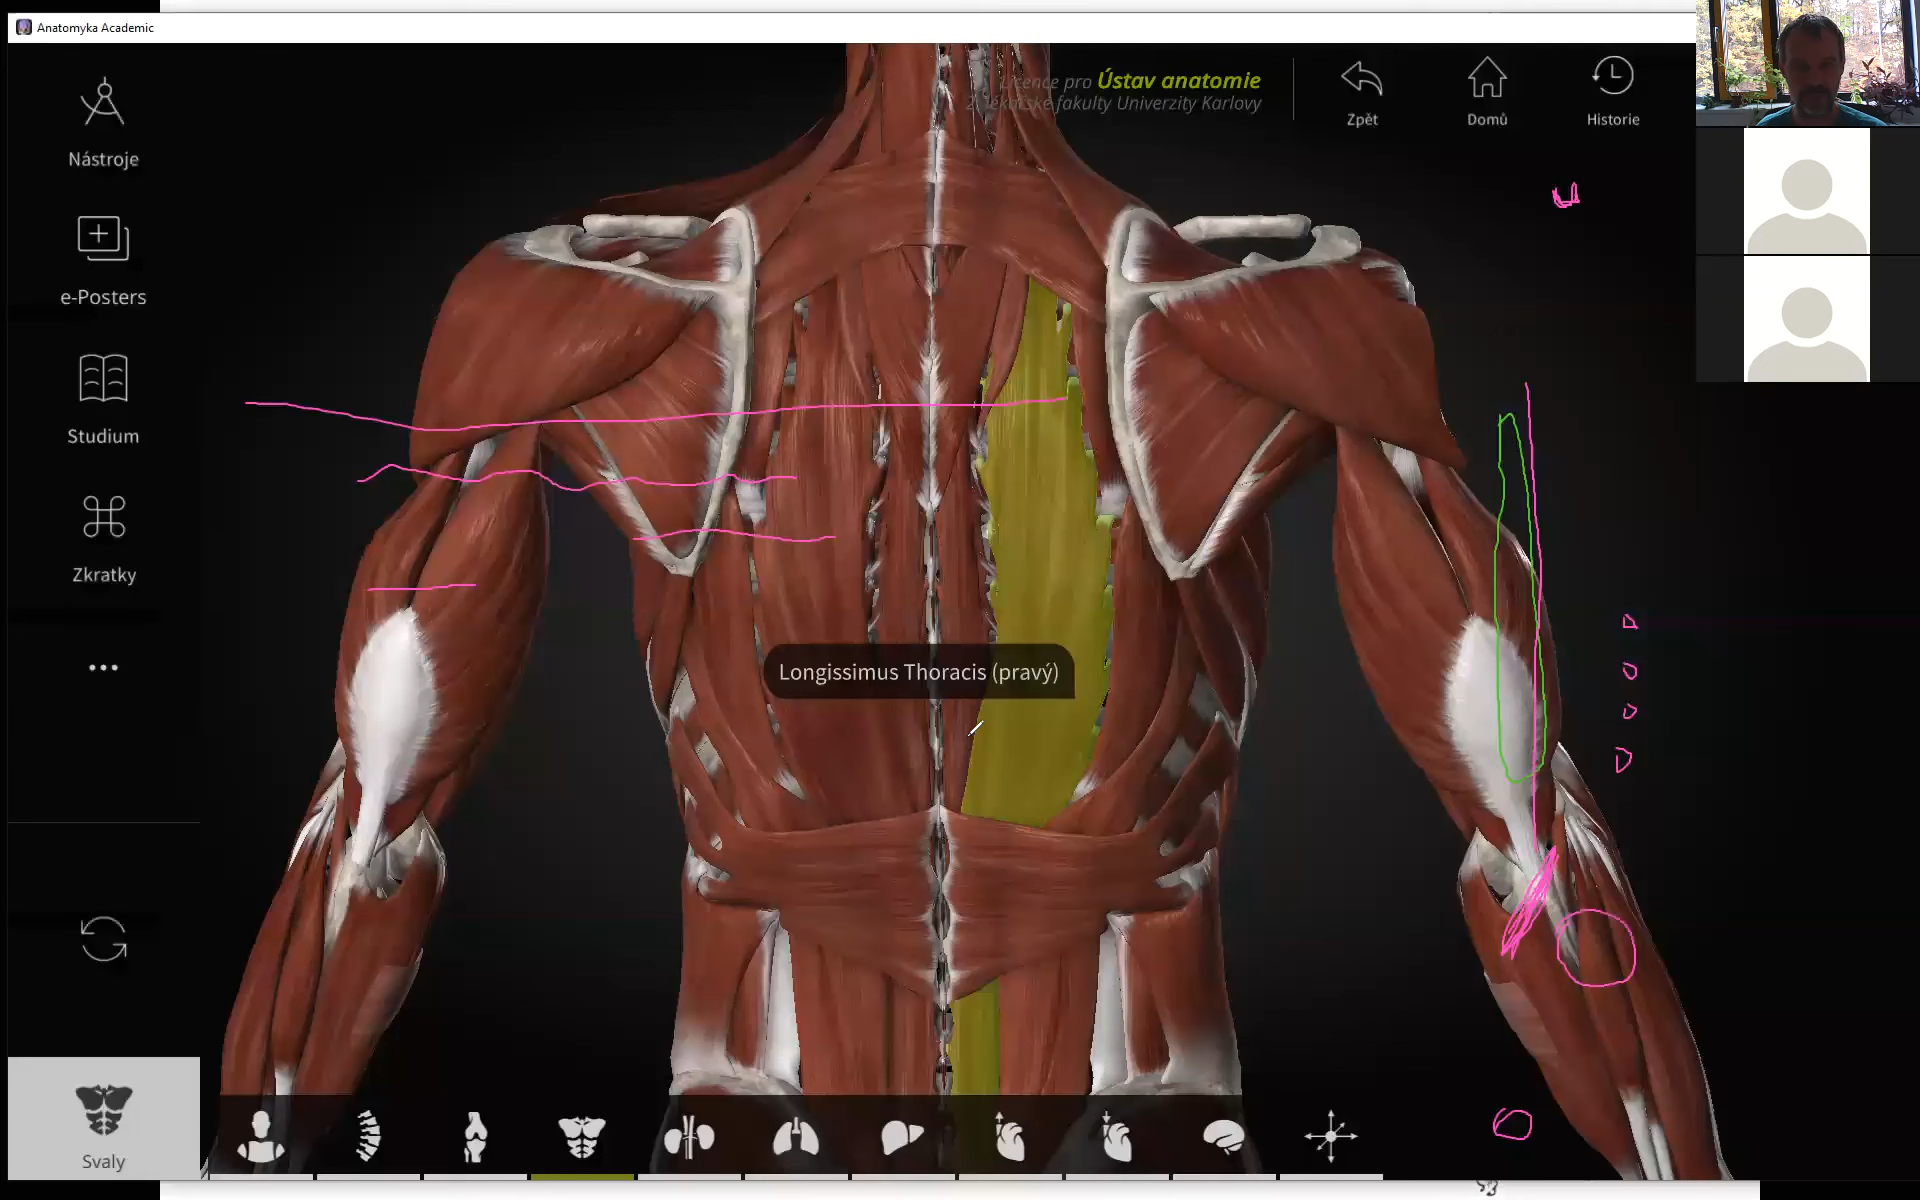 Anatomyka Academic
Licence pro Ústav anatomie
2. lékařské fakulty Univerzity Karlovy
Zpět
Domů
Historie
Nástroje
e-Posters
Studium
Zkratky
Longissimus Thoracis (pravý)
Svaly